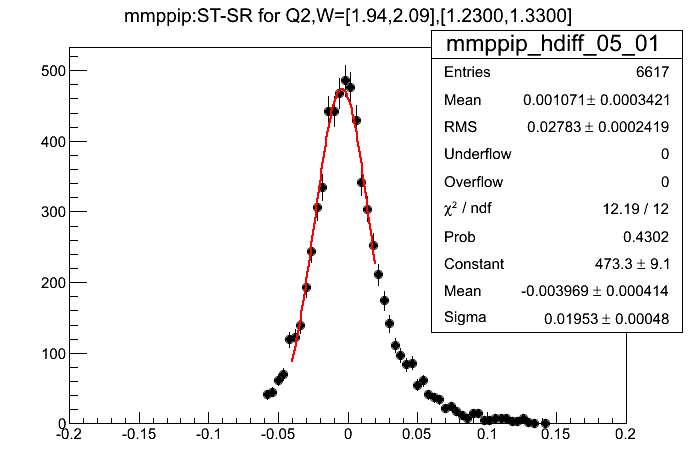 mmppip:ST-SR for Q2,W=[1.94,2.09],[1.2300,1.3300]
mmppip_hdiff_05_01
Entries 6617
Mean 0.001071 ± 0.0003421
RMS 0.02783 ± 0.0002419
Underflow 0
Overflow 0
χ² / ndf 12.19 / 12
Prob 0.4302
Constant 473.3 ± 9.1
Mean -0.003969 ± 0.000414
Sigma 0.01953 ± 0.00048
500
400
300
200
100
0
-0.2 -0.15 -0.1 -0.05 0 0.05 0.1 0.15 0.2